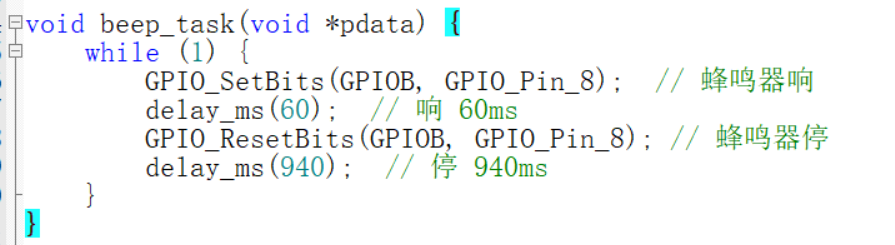 void beep_task(void *pdata) {
    while (1) {
        GPIO_SetBits(GPIOB, GPIO_Pin_8);  // 蜂鸣器响
        delay_ms(60);  // 响 60ms
        GPIO_ResetBits(GPIOB, GPIO_Pin_8); // 蜂鸣器停
        delay_ms(940);  // 停 940ms
    }
}